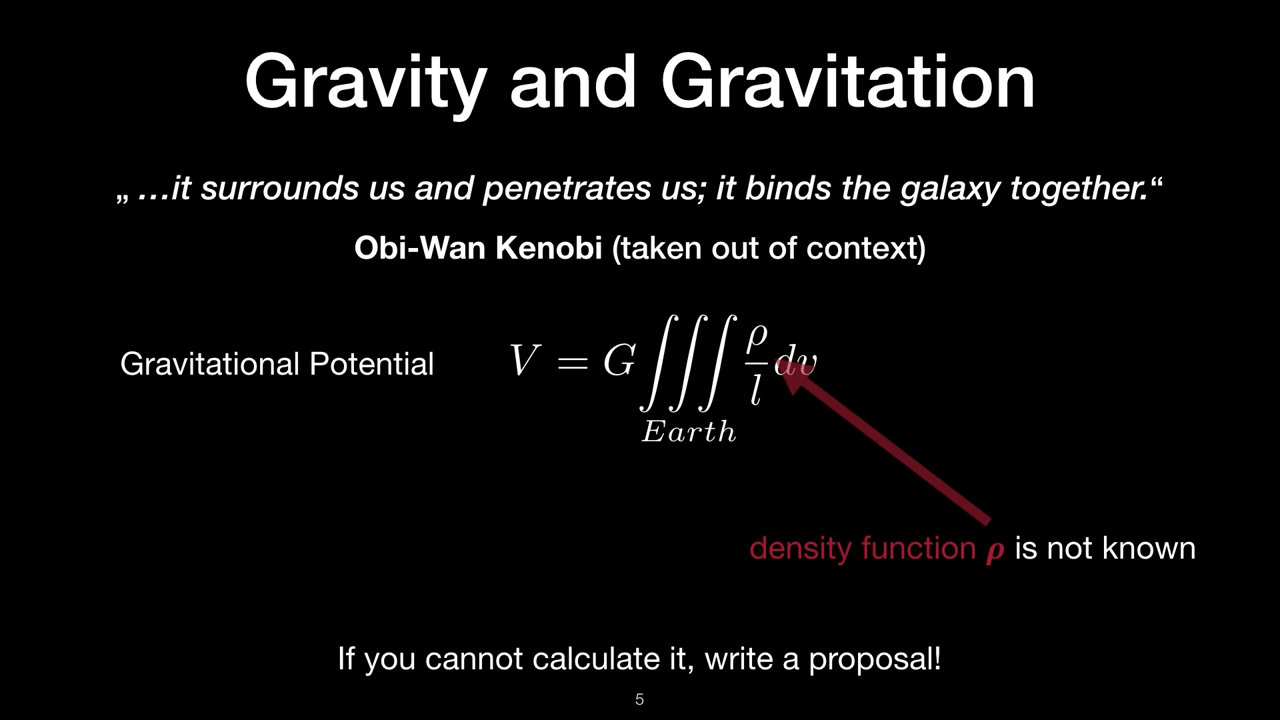 Gravity and Gravitation
„ …it surrounds us and penetrates us; it binds the galaxy together.“
Obi-Wan Kenobi (taken out of context)
Gravitational Potential
V = G ∭ ρ/l dv
Earth
density function ρ is not known
If you cannot calculate it, write a proposal!
5